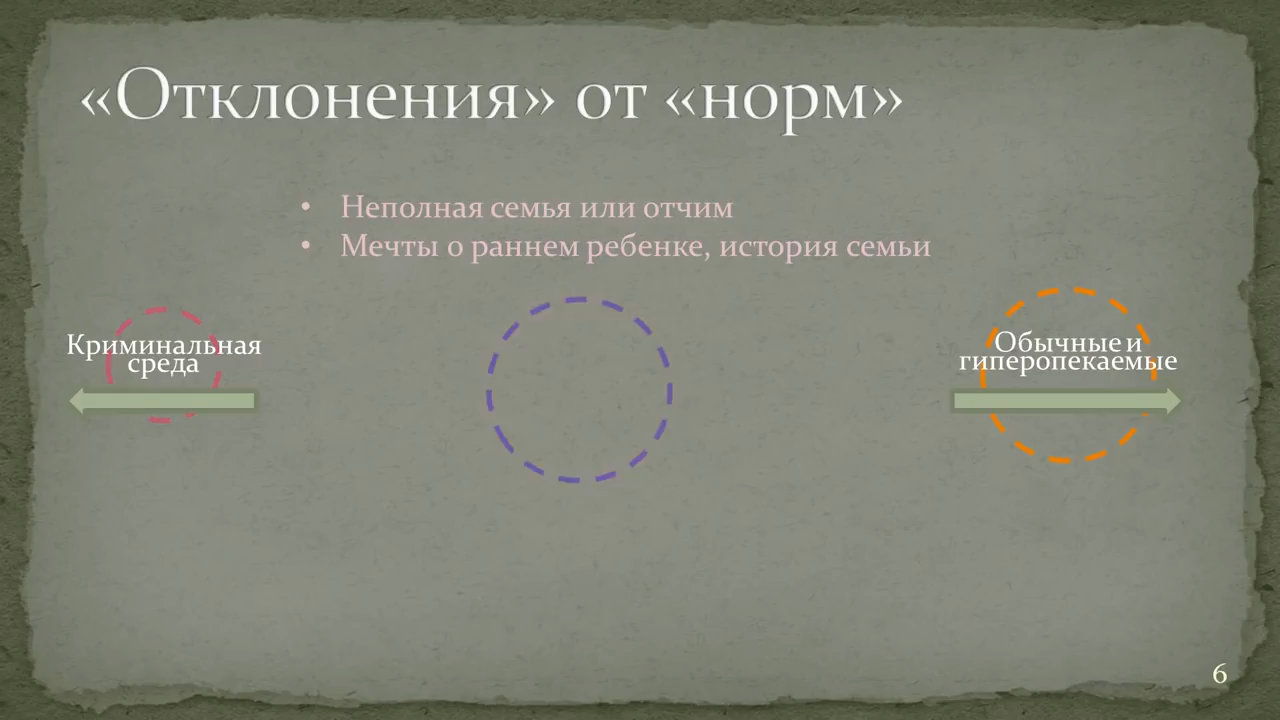 «Отклонения» от «норм»
• Неполная семья или отчим
• Мечты о раннем ребенке, история семьи
Криминальная
среда
Обычные и
гиперопекаемые
6